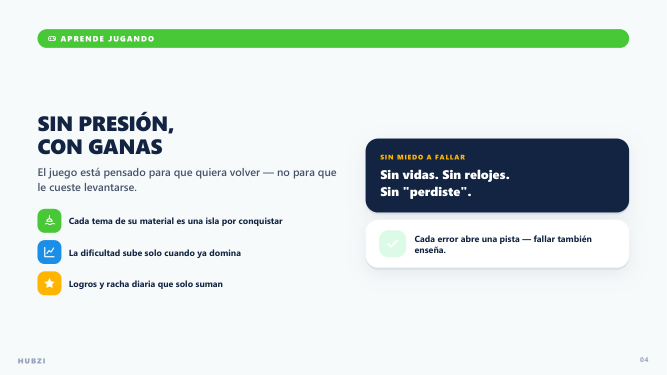 APRENDE JUGANDO
SIN PRESIÓN,
CON GANAS
El juego está pensado para que quiera volver — no para que
le cueste levantarse.
Cada tema de su material es una isla por conquistar
La dificultad sube solo cuando ya domina
Logros y racha diaria que solo suman
SIN MIEDO A FALLAR
Sin vidas. Sin relojes.
Sin "perdiste".
Cada error abre una pista — fallar también
enseña.
HUBZI
04